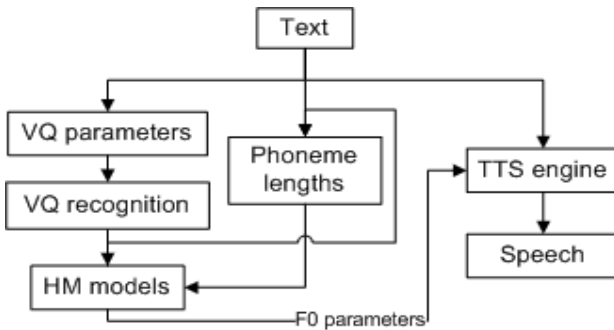 Text
VQ parameters
Phoneme
lengths
TTS engine
VQ recognition
Speech
HM models
F0 parameters